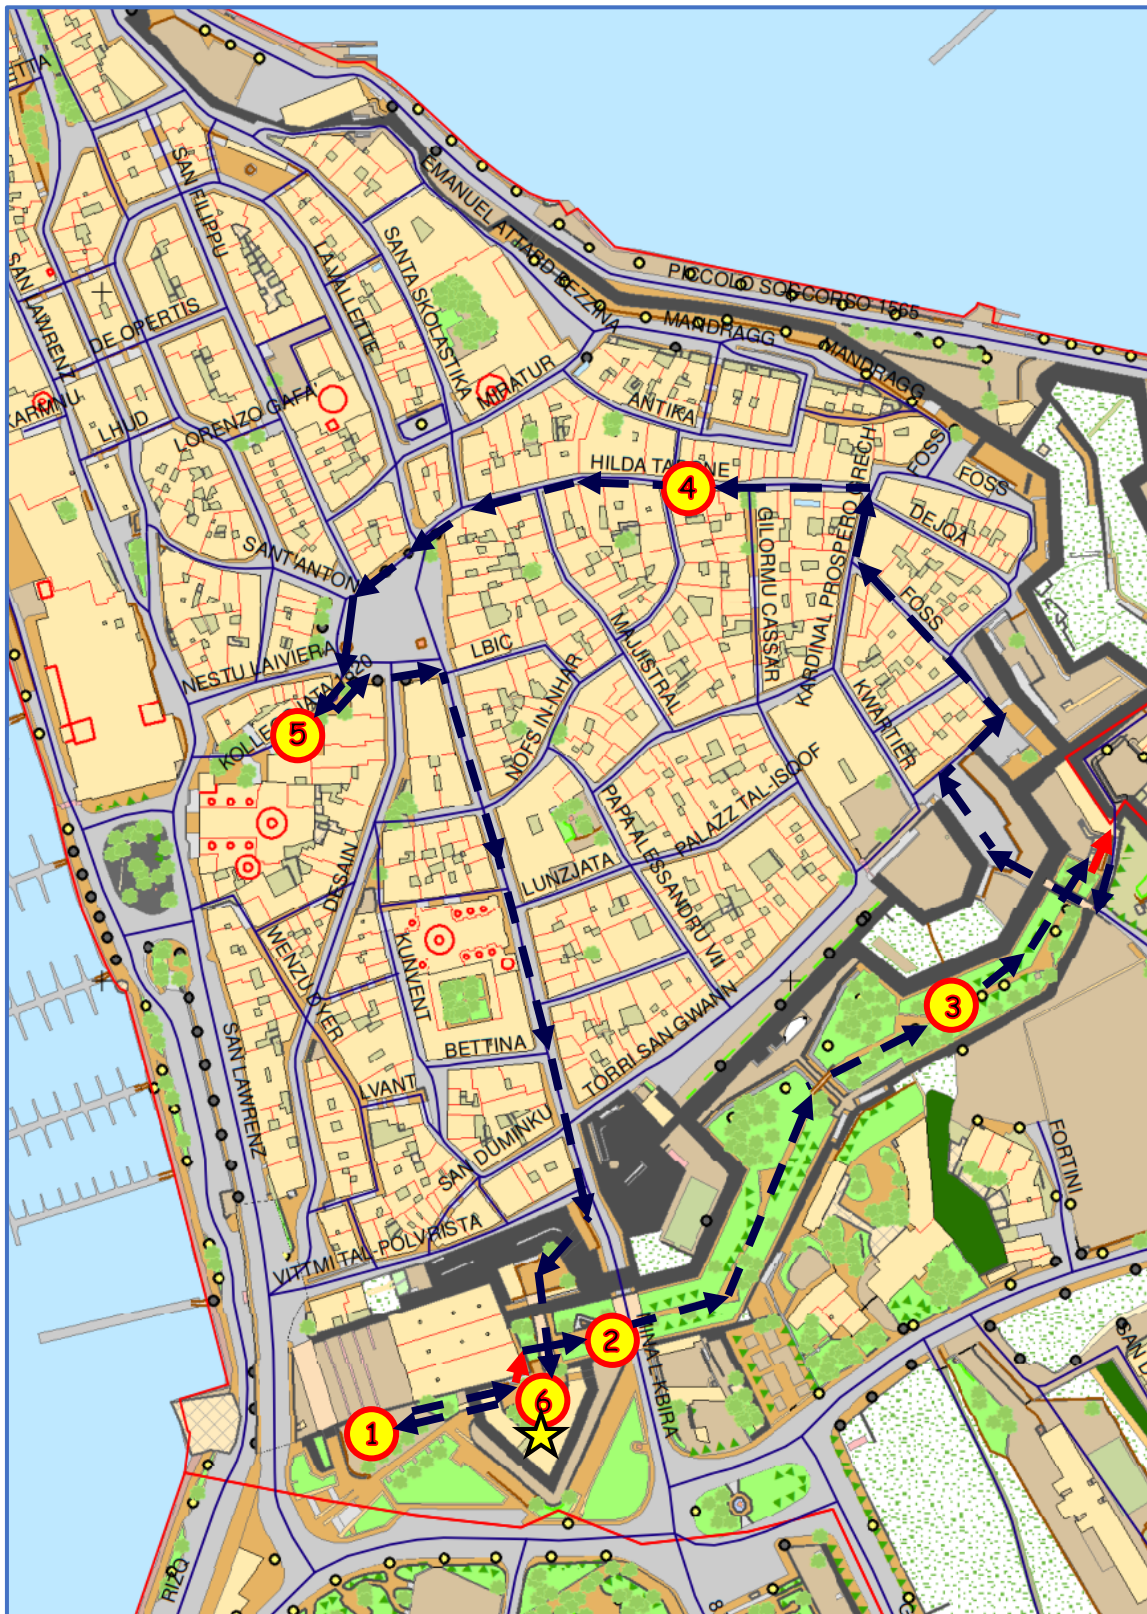 ETTA
SAN FILIPPU
EMANUEL ATTARD BEZZINA
PICCOLO SOCCORSO 1565
SANTA SKOLASTIKA
LA VALLETTE
SAN LAWRENZ
DE OPERTIS
MANDRAGG
MANDRAGG
MIRATUR
ANTIKA
KARMNU
LHUD
LORENZO GAFA'
HILDA TABONE
4
FOSS
FOSS
DEJQA
GILORMU CASSAR
KARDINAL PROSPERO GRECH
SANT'ANTON
FOSS
NESTU LAIVIERA
LBIC
MAJJISTRAL
NOFS IN-NHAR
KWARTIER
5
PAPA ALESSANDRU VII
PALAZZ TAL-ISQOF
LUNZJATA
DESAIN
WENZU DYER
KUNVENT
3
BETTINA
TORRI SAN GWANN
SAN LAWRENZ
LVANT
SAN DUMINKU
FORTINI
VITTMI TAL-POLVRISTA
2
6
1
RIZQ